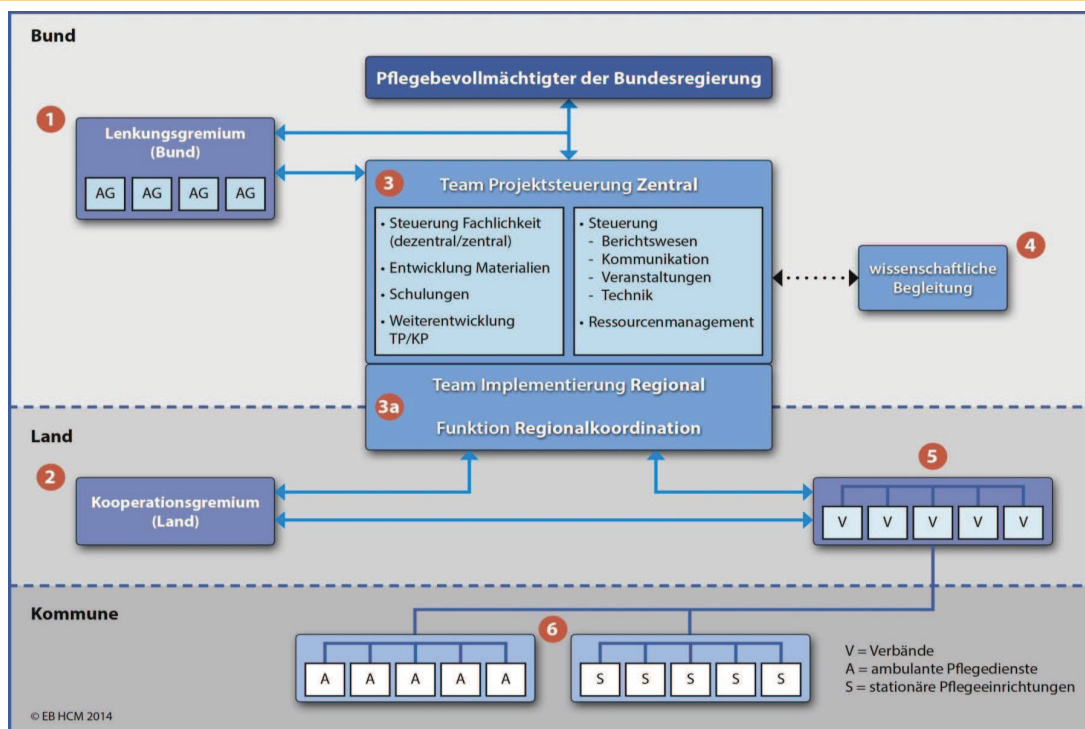 Bund
Pflegebevollmächtigter der Bundesregierung
1
Lenkungsgremium
(Bund)
AG AG AG AG
3 Team Projektsteuerung Zentral
• Steuerung Fachlichkeit
(dezentral/zentral)
• Entwicklung Materialien
• Schulungen
• Weiterentwicklung
TP/KP
• Steuerung
- Berichtswesen
- Kommunikation
- Veranstaltungen
- Technik
• Ressourcenmanagement
4
wissenschaftliche
Begleitung
3a
Team Implementierung Regional
Funktion Regionalkoordination
Land
2
Kooperationsgremium
(Land)
5
V V V V V
Kommune
6
A A A A A
S S S S S
V = Verbände
A = ambulante Pflegedienste
S = stationäre Pflegeeinrichtungen
© EB HCM 2014